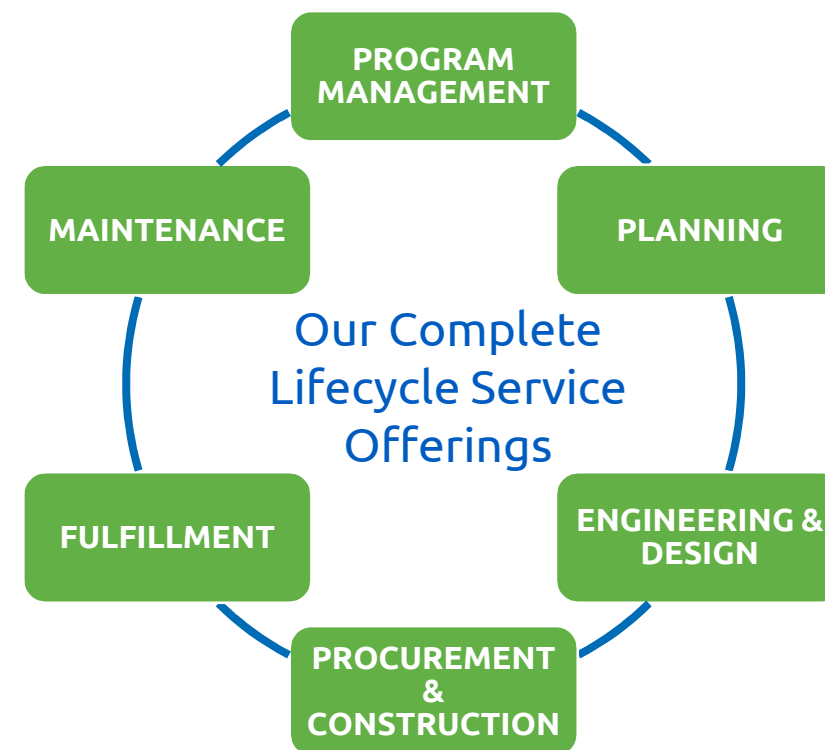 PROGRAM
MANAGEMENT
PLANNING
ENGINEERING &
DESIGN
PROCUREMENT
&
CONSTRUCTION
FULFILLMENT
MAINTENANCE
Our Complete
Lifecycle Service
Offerings